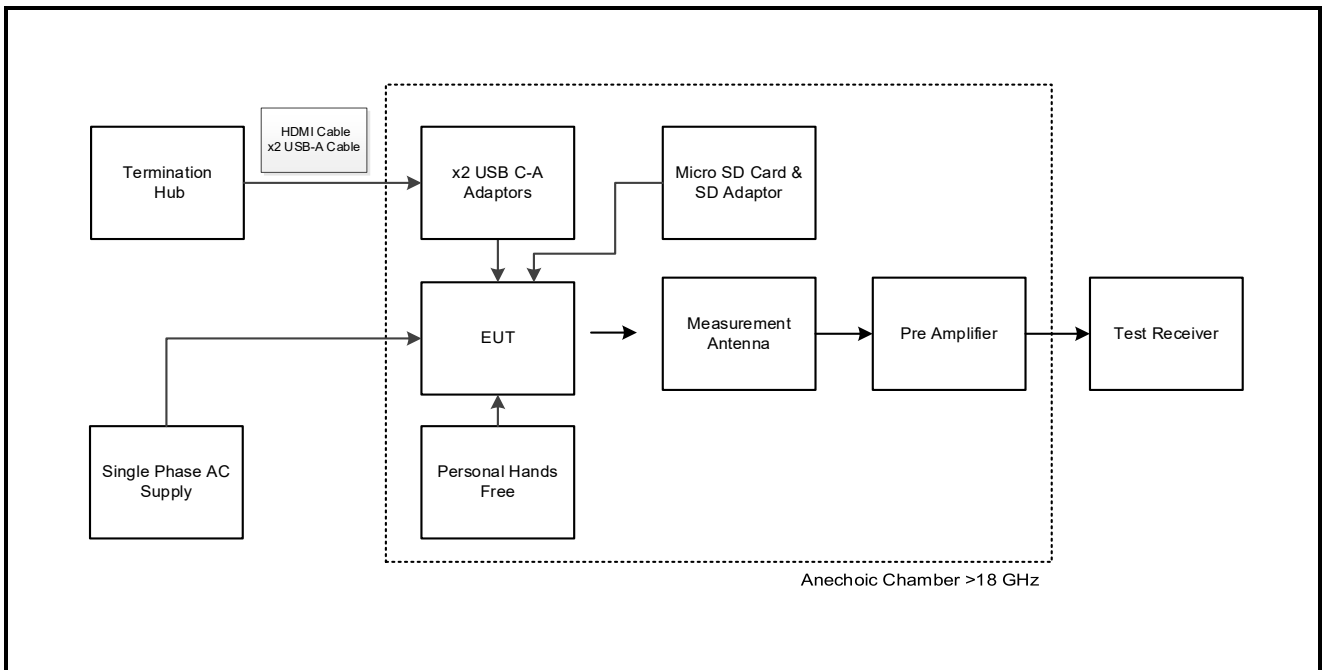 HDMI Cable
x2 USB-A Cable
Termination
Hub
x2 USB C-A
Adaptors
Micro SD Card &
SD Adaptor
EUT
Measurement
Antenna
Pre Amplifier
Test Receiver
Single Phase AC
Supply
Personal Hands
Free
Anechoic Chamber >18 GHz